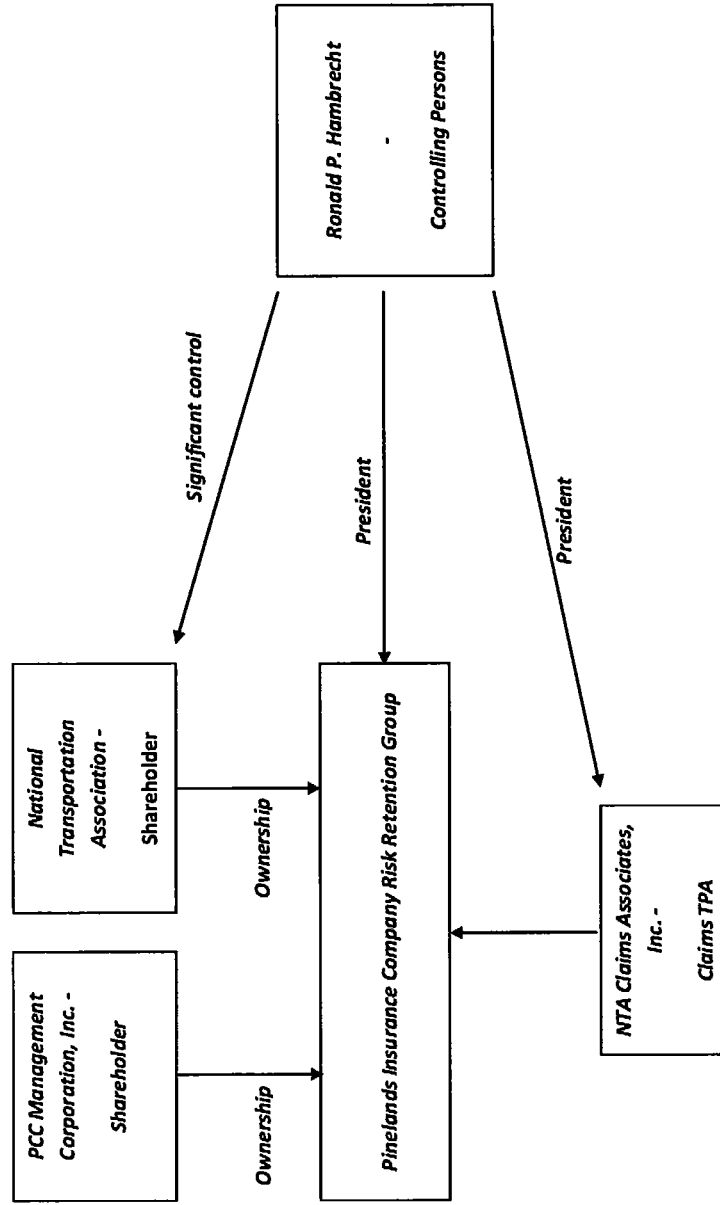 PCC Management
Corporation, Inc. -
Shareholder
National
Transportation
Association -
Shareholder
Significant control
Ownership
Ownership
Ronald P. Hambrecht
-
Controlling Persons
President
Pinelands Insurance Company Risk Retention Group
President
NTA Claims Associates,
Inc. -
Claims TPA